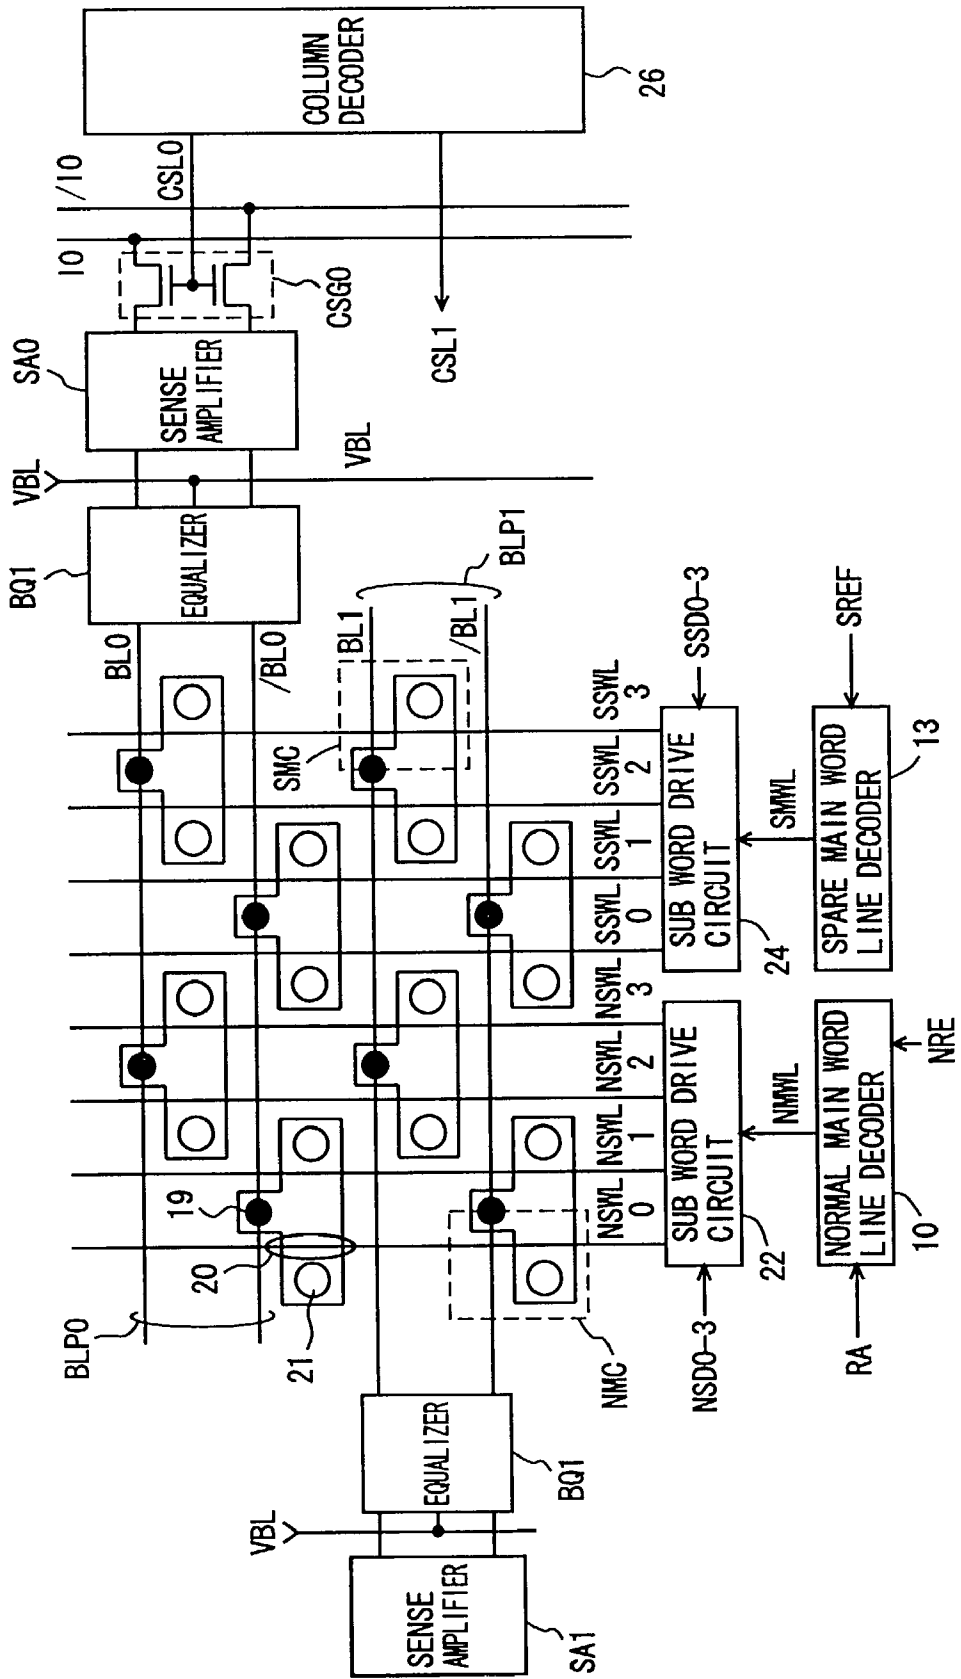 SA0
VBL
BQ1
SENSE
AMPLIFIER
EQUALIZER
VBL
IO
/IO
CSL0
CSG0
CSL1
COLUMN
DECODER
26
BLP0
BL0
/BL0
19
20
21
SMC
BL1
/BL1
BLP1
VBL
SENSE
AMPLIFIER
SA1
EQUALIZER
BQ1
NMC
NSWL
0
NSWL
1
NSWL
2
NSWL
3
SSWL
0
SSWL
1
SSWL
2
SSWL
3
NSD0-3
SUB WORD DRIVE
CIRCUIT
22
SUB WORD DRIVE
CIRCUIT
24
SSD0-3
NMWL
SMWL
RA
NORMAL MAIN WORD
LINE DECODER
10
NRE
SPARE MAIN WORD
LINE DECODER
13
SREF